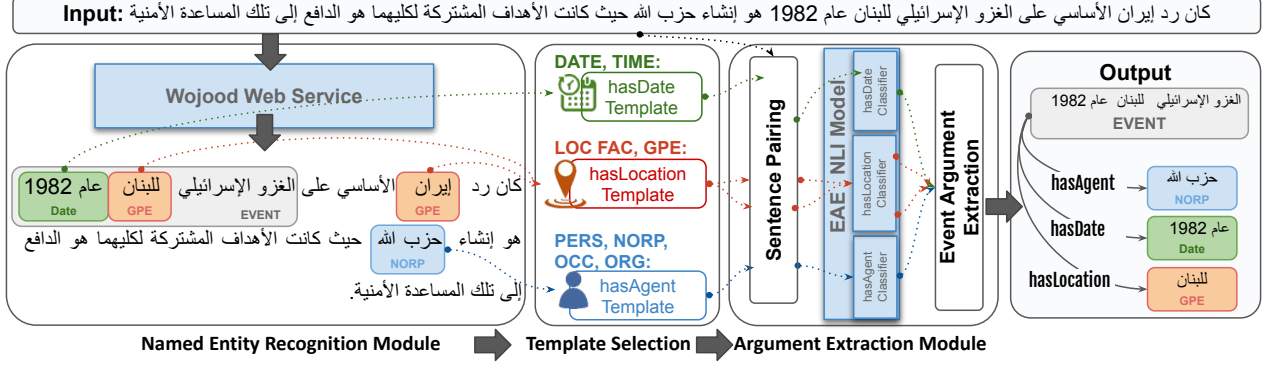 Input: كان رد إيران الأساسي على الغزو الإسرائيلي للبنان عام 1982 هو إنشاء حزب الله حيث كانت الأهداف المشتركة لكليهما هو الدافع إلى تلك المساعدة الأمنية
Wojood Web Service
كان رد إيران الأساسي على الغزو الإسرائيلي للبنان عام 1982
GPE
EVENT
GPE
Date
هو إنشاء حزب الله حيث كانت الأهداف المشتركة لكليهما هو الدافع
NORP
إلى تلك المساعدة الأمنية.
Named Entity Recognition Module
DATE, TIME:
hasDate
Template
LOC FAC, GPE:
hasLocation
Template
PERS, NORP,
OCC, ORG:
hasAgent
Template
Template Selection
Sentence Pairing
EAE NLI Model
hasDate
Classifier
hasLocation
Classifier
hasAgent
Classifier
Event Argument
Extraction
Argument Extraction Module
Output
الغزو الإسرائيلي للبنان عام 1982
EVENT
hasAgent
حزب الله
NORP
hasDate
عام 1982
Date
hasLocation
للبنان
GPE